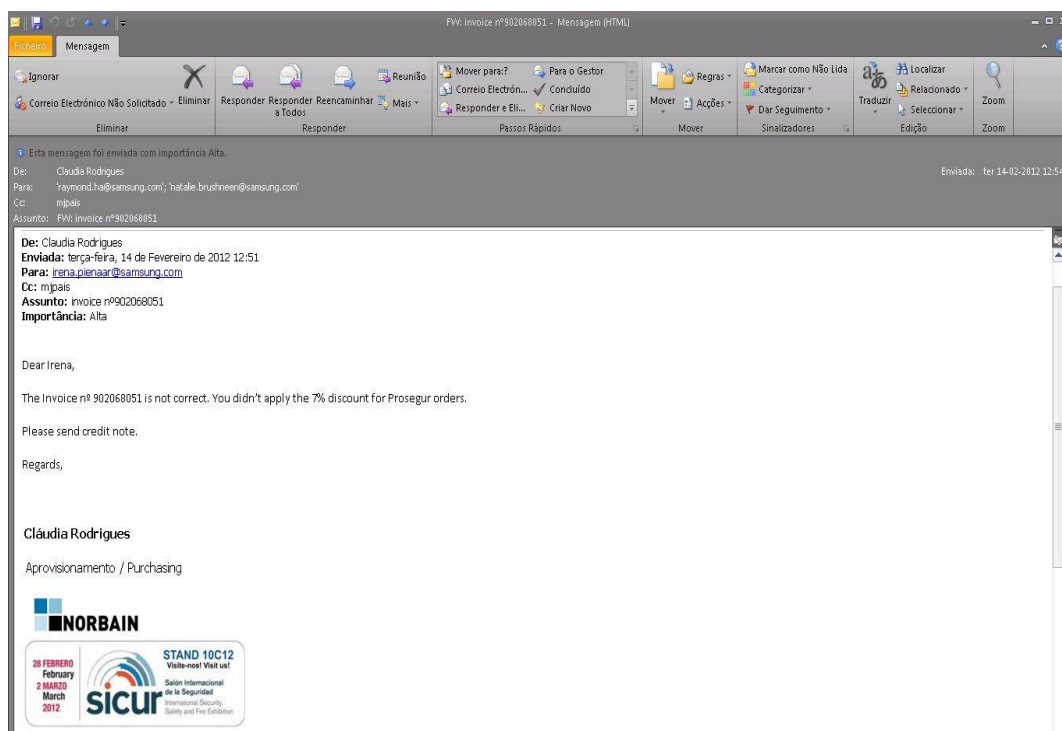 FW: invoice nº902068051 - Mensagem (HTML)
Ficheiro Mensagem
Ignorar
Correio Electrónico Não Solicitado
Eliminar
Responder
Responder a Todos
Reencaminhar
Reunião
Mais
Mover para:?
Correio Electrón...
Responder e Eli...
Para o Gestor
Concluído
Criar Novo
Mover
Regras
Acções
Marcar como Não Lida
Categorizar
Dar Seguimento
Traduzir
Localizar
Relacionado
Seleccionar
Zoom
Eliminar Responder Passos Rápidos Mover Sinalizadores Edição Zoom
Esta mensagem foi enviada com importância Alta.
De: Claudia Rodrigues Enviada: ter 14-02-2012 12:54
Para: 'raymond.ha@samsung.com'; 'natalie.brushneen@samsung.com'
Cc: mjpais
Assunto: FW: invoice nº902068051
De: Claudia Rodrigues
Enviada: terça-feira, 14 de Fevereiro de 2012 12:51
Para: irena.pienaar@samsung.com
Cc: mjpais
Assunto: invoice nº902068051
Importância: Alta
Dear Irena,
The Invoice nº 902068051 is not correct. You didn't apply the 7% discount for Prosegur orders.
Please send credit note.
Regards,
Cláudia Rodrigues
Aprovisionamento / Purchasing
NORBAIN
28 FEBRERO
February
2 MARZO
March
2012
sicur
STAND 10C12
Visite-nos! Visit us!
Salón Internacional
de la Seguridad
International Security,
Safety and Fire Exhibition